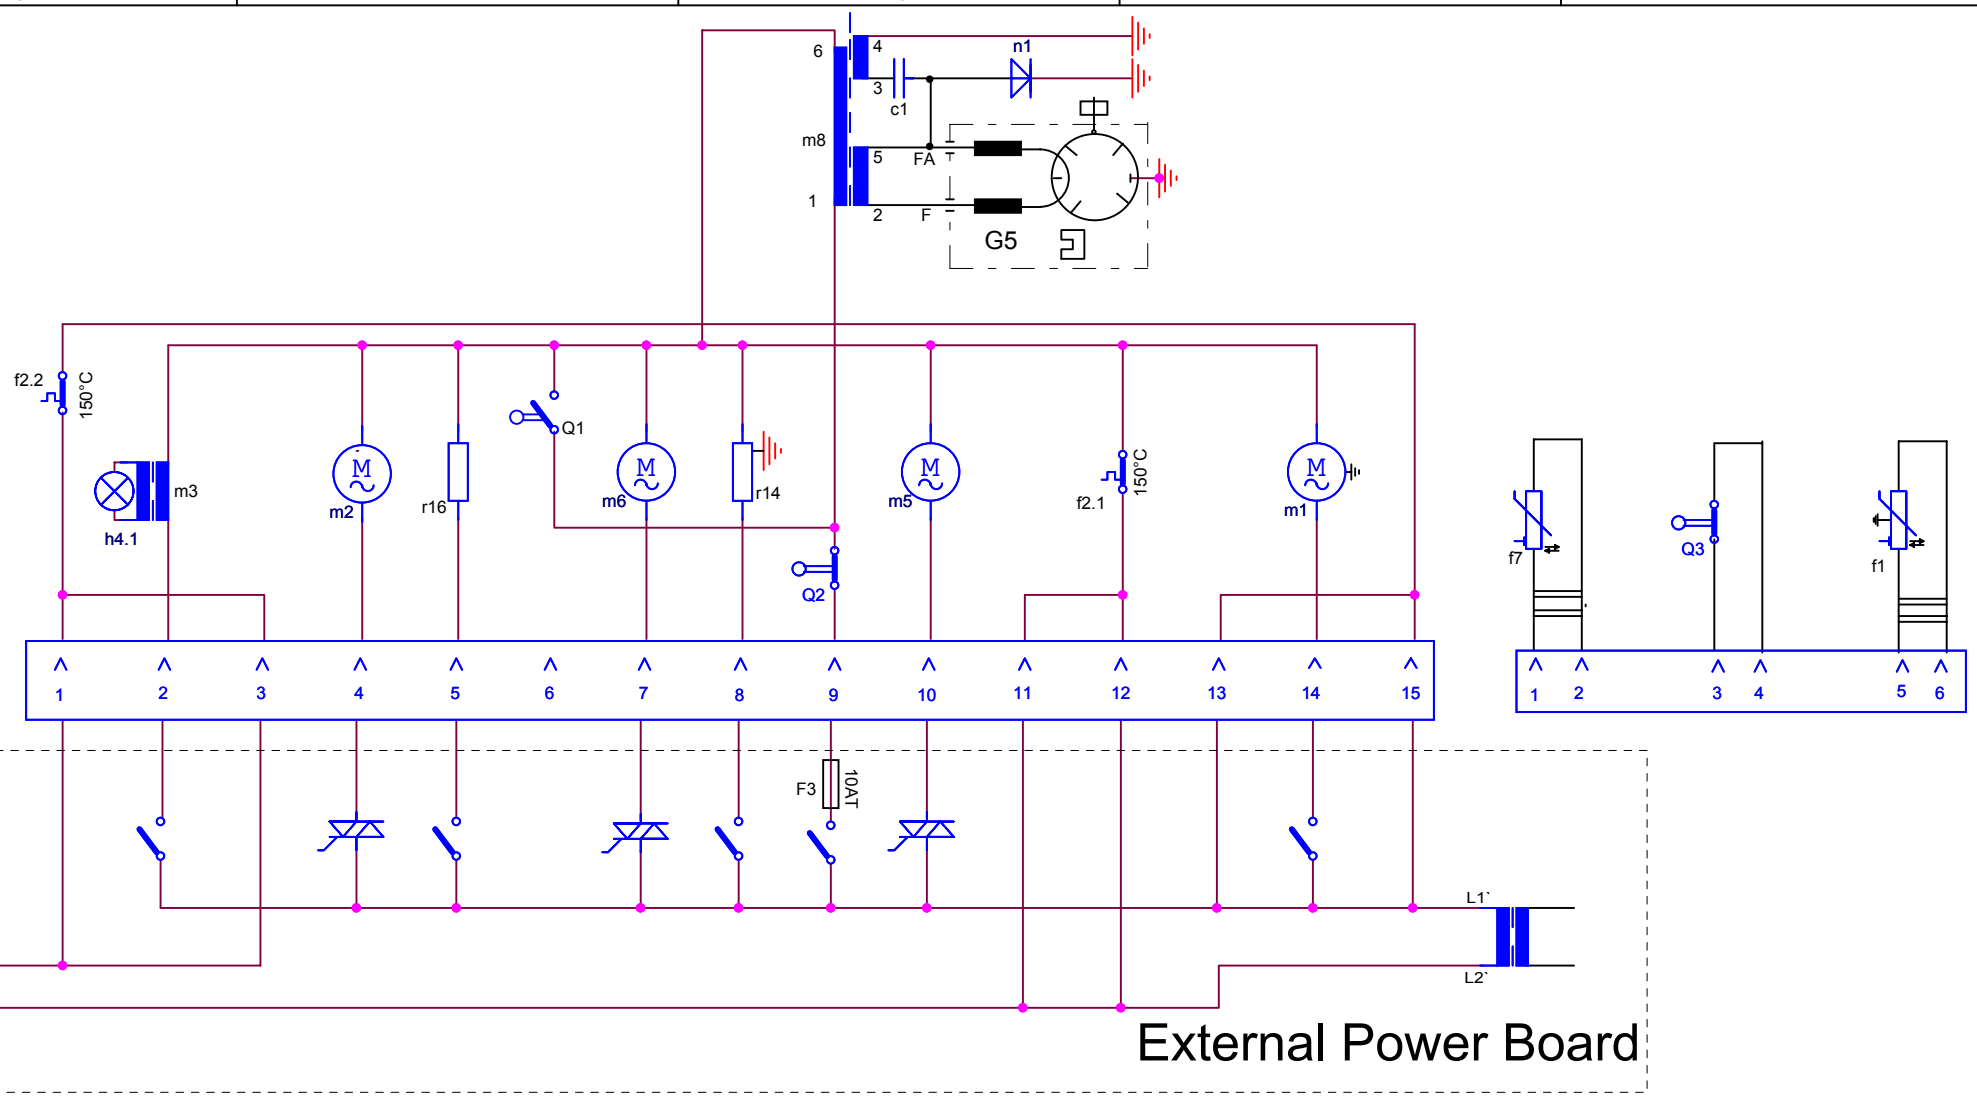 6 4 n1
3
c1
m8
5 FA
1
2 F
G5
f2.2 150°C
Q1
M M M M
m3 150°C
m2 r16 m6 r14 m5 f2.1 m1
h4.1
f7 Q3 f1
Q2
1 2 3 4 5 6 7 8 9 10 11 12 13 14 15 1 2 3 4 5 6
F3 10AT
L1`
L2`
External Power Board